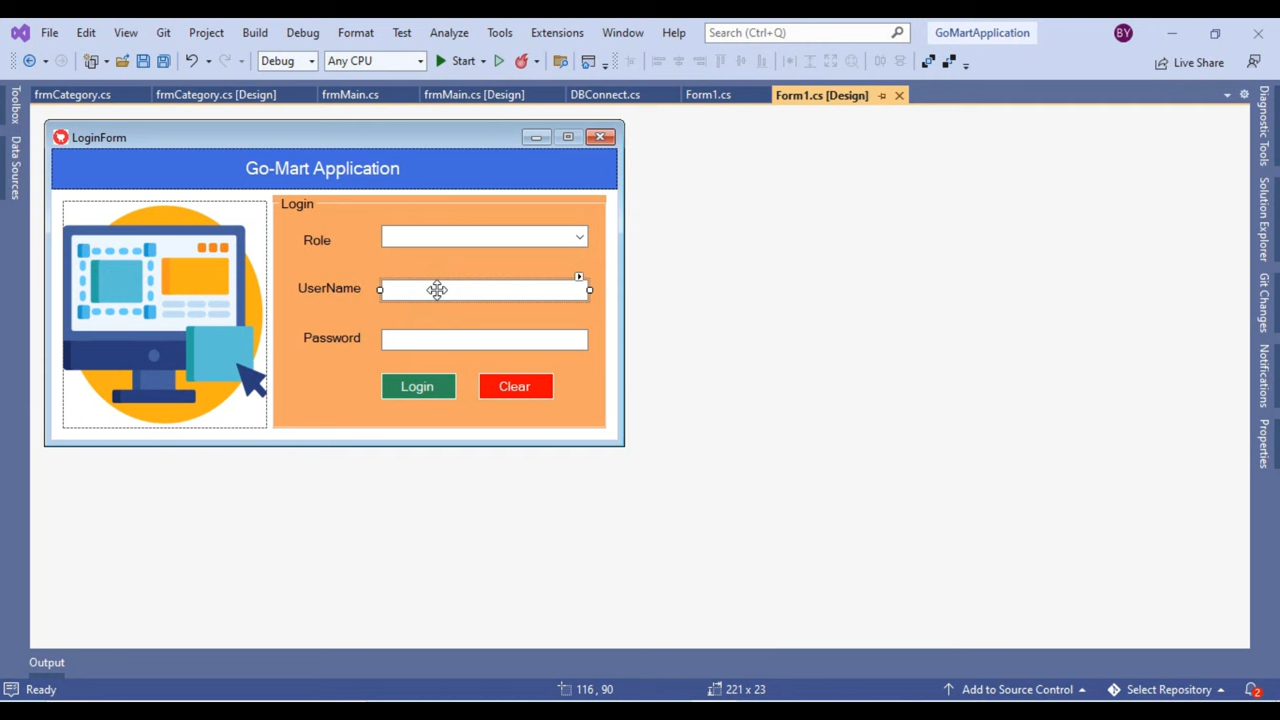 File Edit View Git Project Build Debug Format Test Analyze Tools Extensions Window Help Search (Ctrl+Q) GoMartApplication BY
Debug Any CPU Start Live Share
frmCategory.cs frmCategory.cs [Design] frmMain.cs frmMain.cs [Design] DBConnect.cs Form1.cs Form1.cs [Design]
Toolbox
Data Sources
LoginForm
Go-Mart Application
Login
Role
UserName
Password
Login Clear
Diagnostic Tools
Solution Explorer
Git Changes
Notifications
Properties
Output
Ready 116 , 90 221 x 23 Add to Source Control Select Repository 2